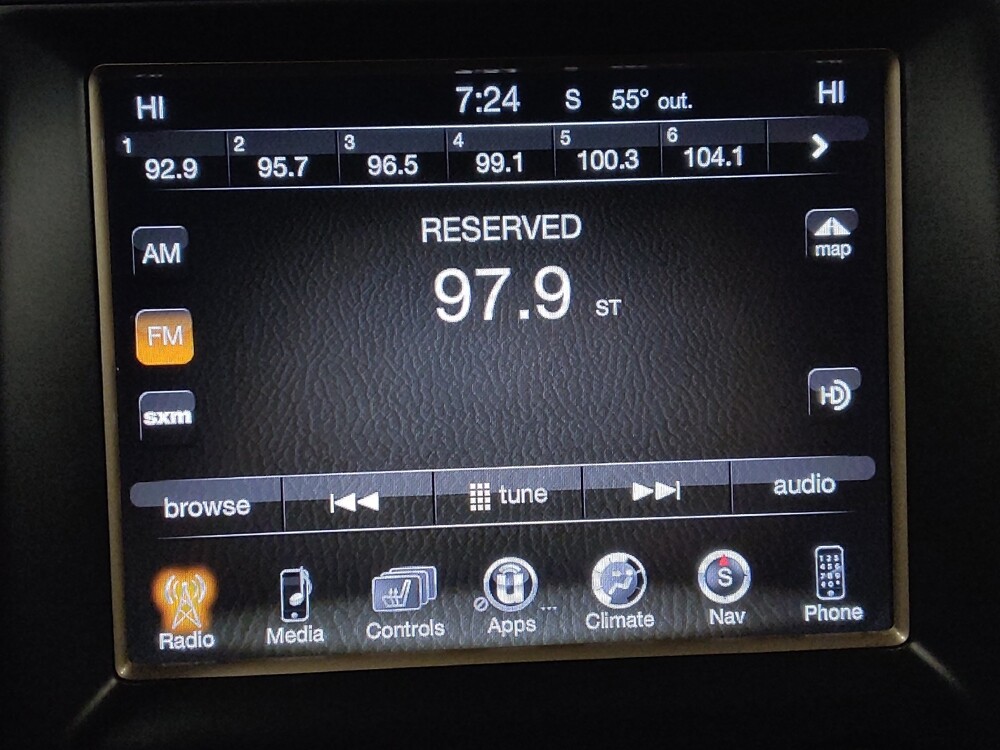 HI 7:24 S 55° out. HI
1 2 3 4 5 6
92.9 95.7 96.5 99.1 100.3 104.1
RESERVED
97.9 ST
AM
FM
sxm
map
HD
browse tune audio
S
Radio Media Controls Apps ... Climate Nav Phone